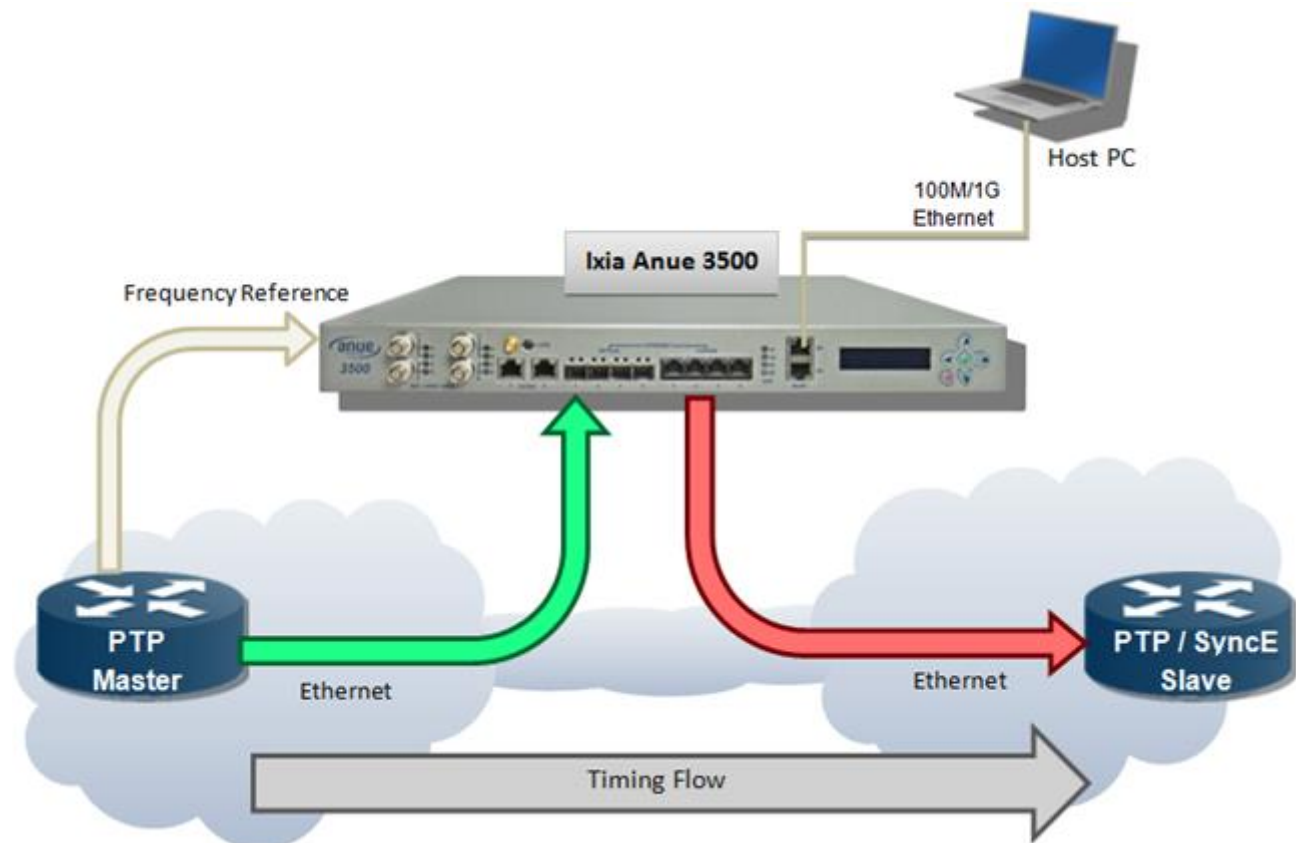 Host PC
100M/1G
Ethernet
Ixia Anue 3500
Frequency Reference
anue
3500
PTP
Master
Ethernet
Ethernet
PTP / SyncE
Slave
Timing Flow